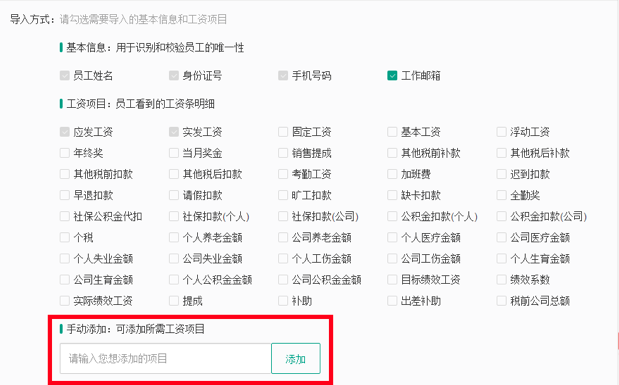 导入方式：请勾选需要导入的基本信息和工资项目
基本信息：用于识别和校验员工的唯一性
员工姓名 身份证号 手机号码 工作邮箱
工资项目：员工看到的工资条明细
应发工资 实发工资 固定工资 基本工资 浮动工资
年终奖 当月奖金 销售提成 其他税前补款 其他税后补款
其他税前扣款 其他税后扣款 考勤工资 加班费 迟到扣款
早退扣款 请假扣款 旷工扣款 缺卡扣款 全勤奖
社保公积金代扣 社保扣款(个人) 社保扣款(公司) 公积金扣款(个人) 公积金扣款(公司)
个税 个人养老金额 公司养老金额 个人医疗金额 公司医疗金额
个人失业金额 公司失业金额 个人工伤金额 公司工伤金额 个人生育金额
公司生育金额 个人公积金金额 公司公积金金额 目标绩效工资 绩效系数
实际绩效工资 提成 补助 出差补助 税前公司总额
手动添加：可添加所需工资项目
请输入您想添加的项目 添加